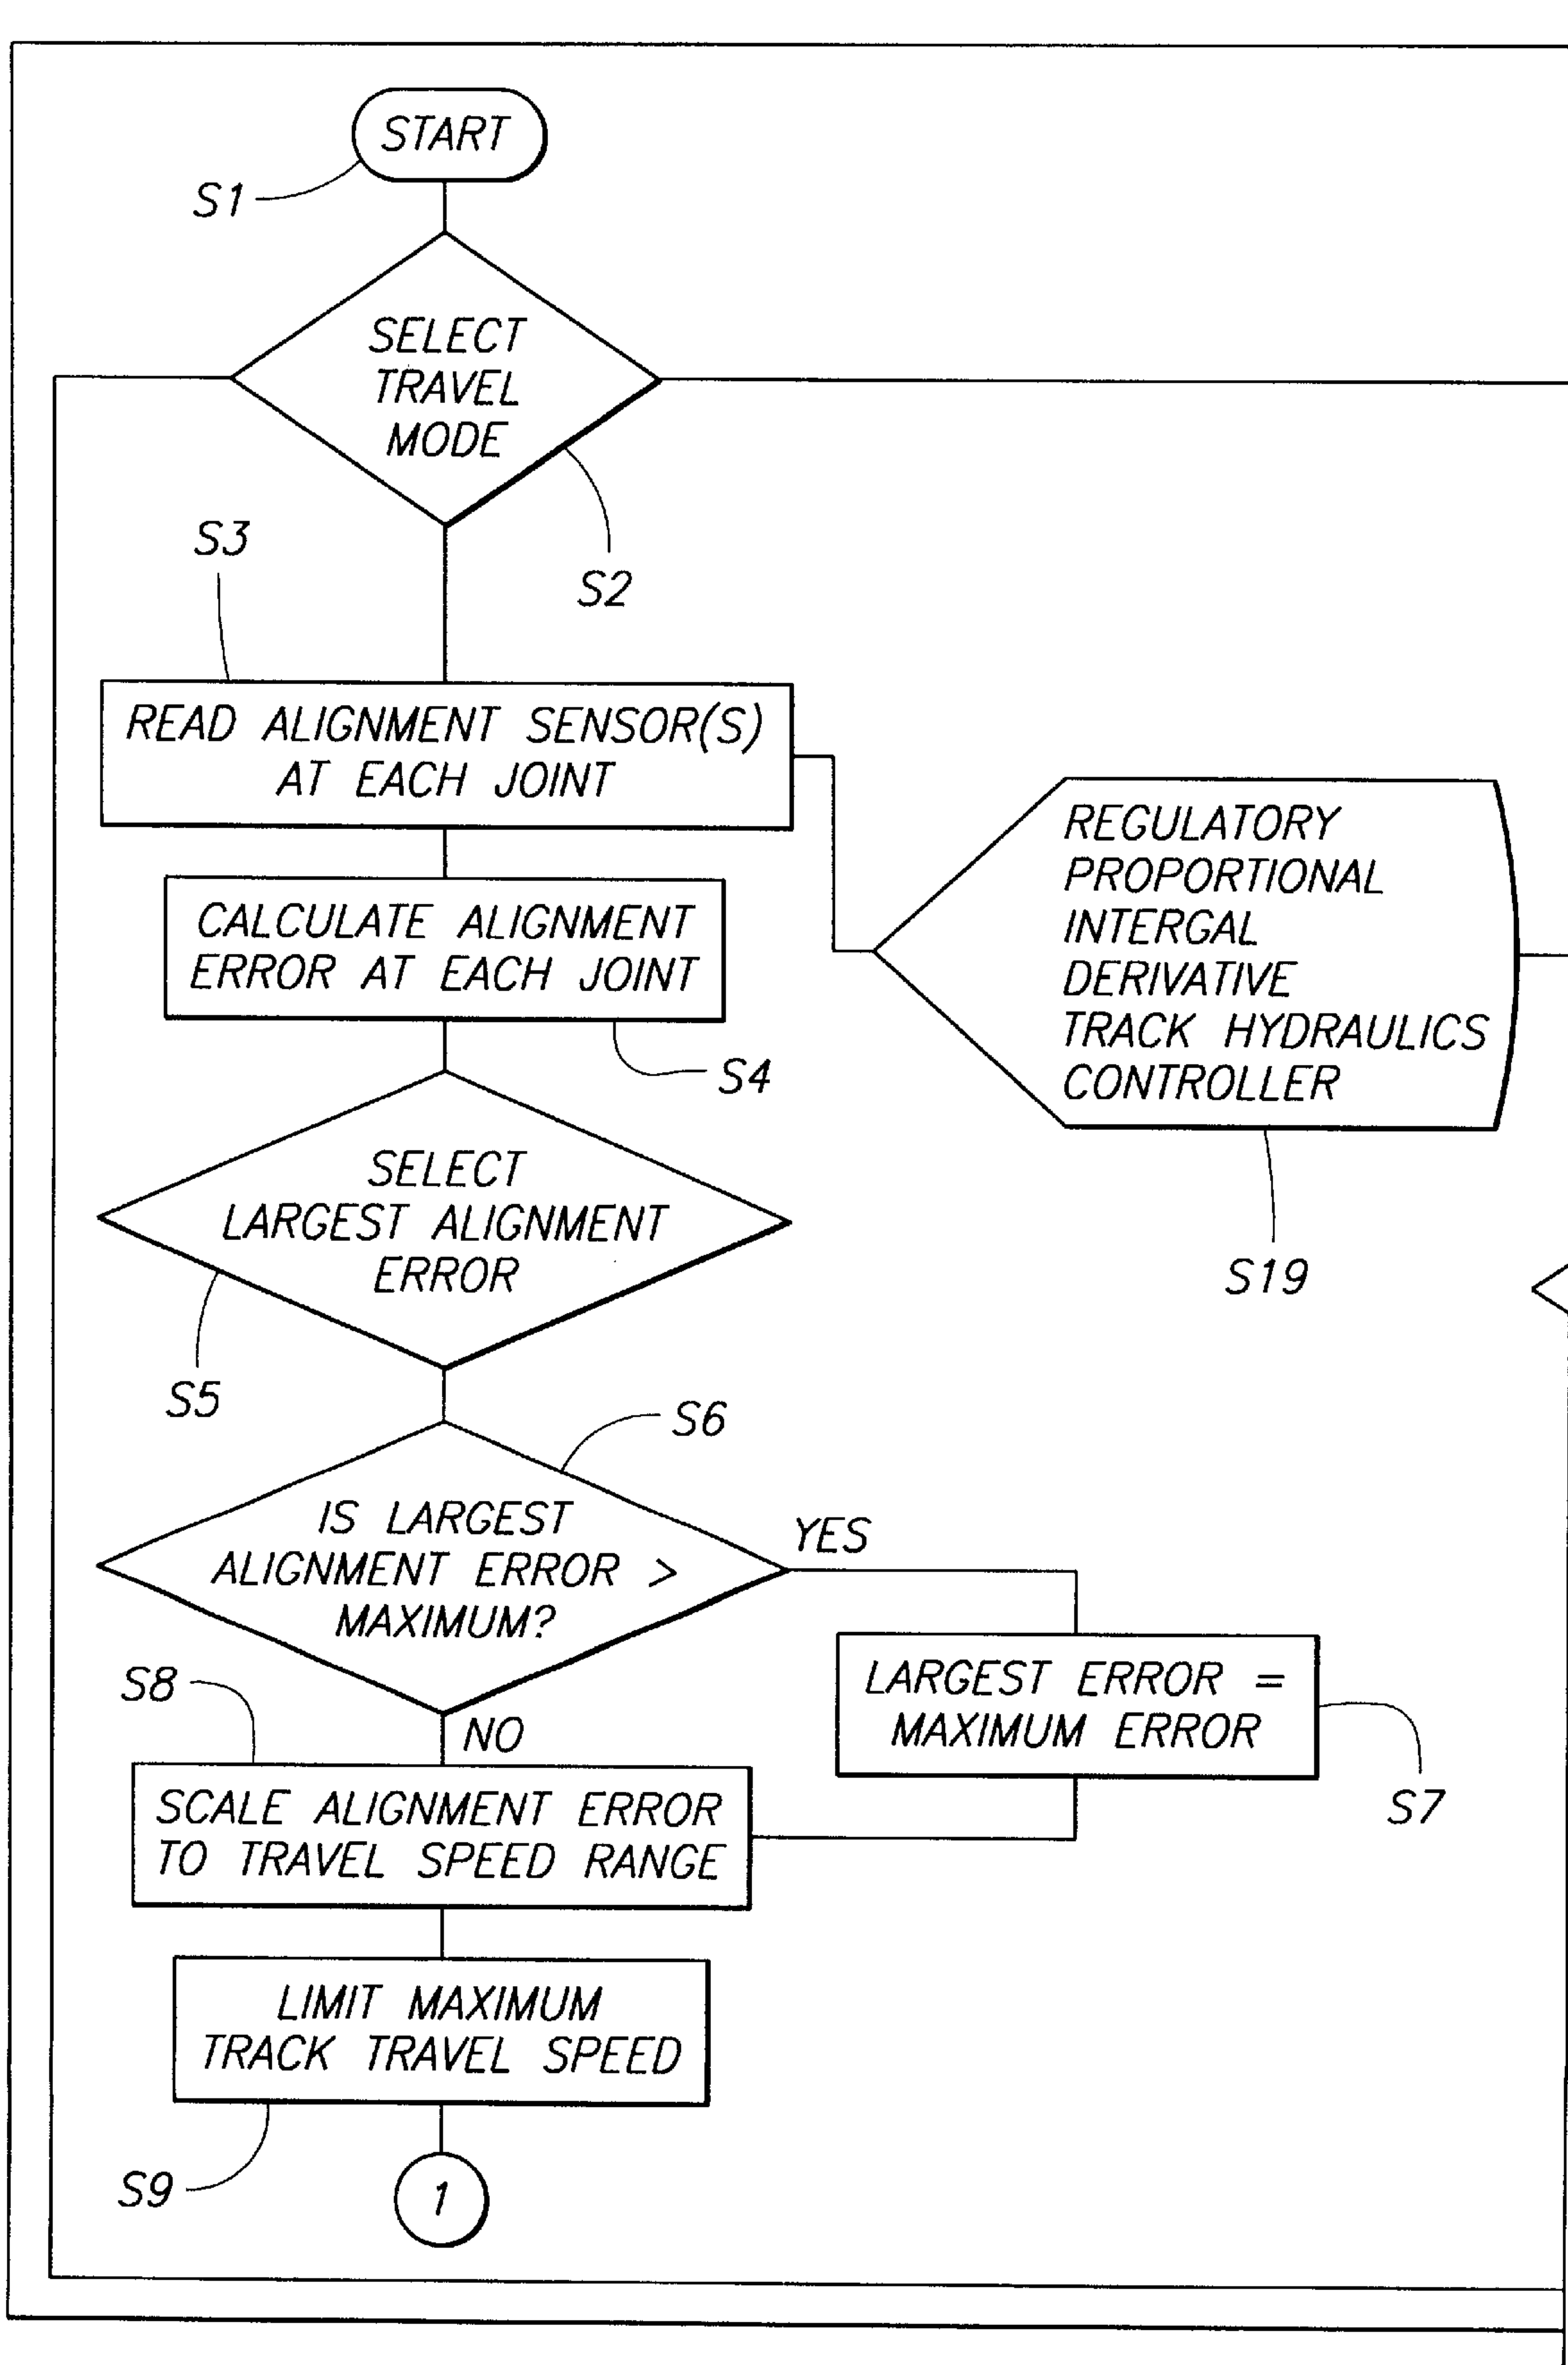 START
S1
SELECT
TRAVEL
MODE
S2
S3
READ ALIGNMENT SENSOR(S)
AT EACH JOINT
CALCULATE ALIGNMENT
ERROR AT EACH JOINT
S4
REGULATORY
PROPORTIONAL
INTERGAL
DERIVATIVE
TRACK HYDRAULICS
CONTROLLER
S19
SELECT
LARGEST ALIGNMENT
ERROR
S5
S6
IS LARGEST
ALIGNMENT ERROR >
MAXIMUM?
YES
NO
LARGEST ERROR =
MAXIMUM ERROR
S7
S8
SCALE ALIGNMENT ERROR
TO TRAVEL SPEED RANGE
LIMIT MAXIMUM
TRACK TRAVEL SPEED
S9
1